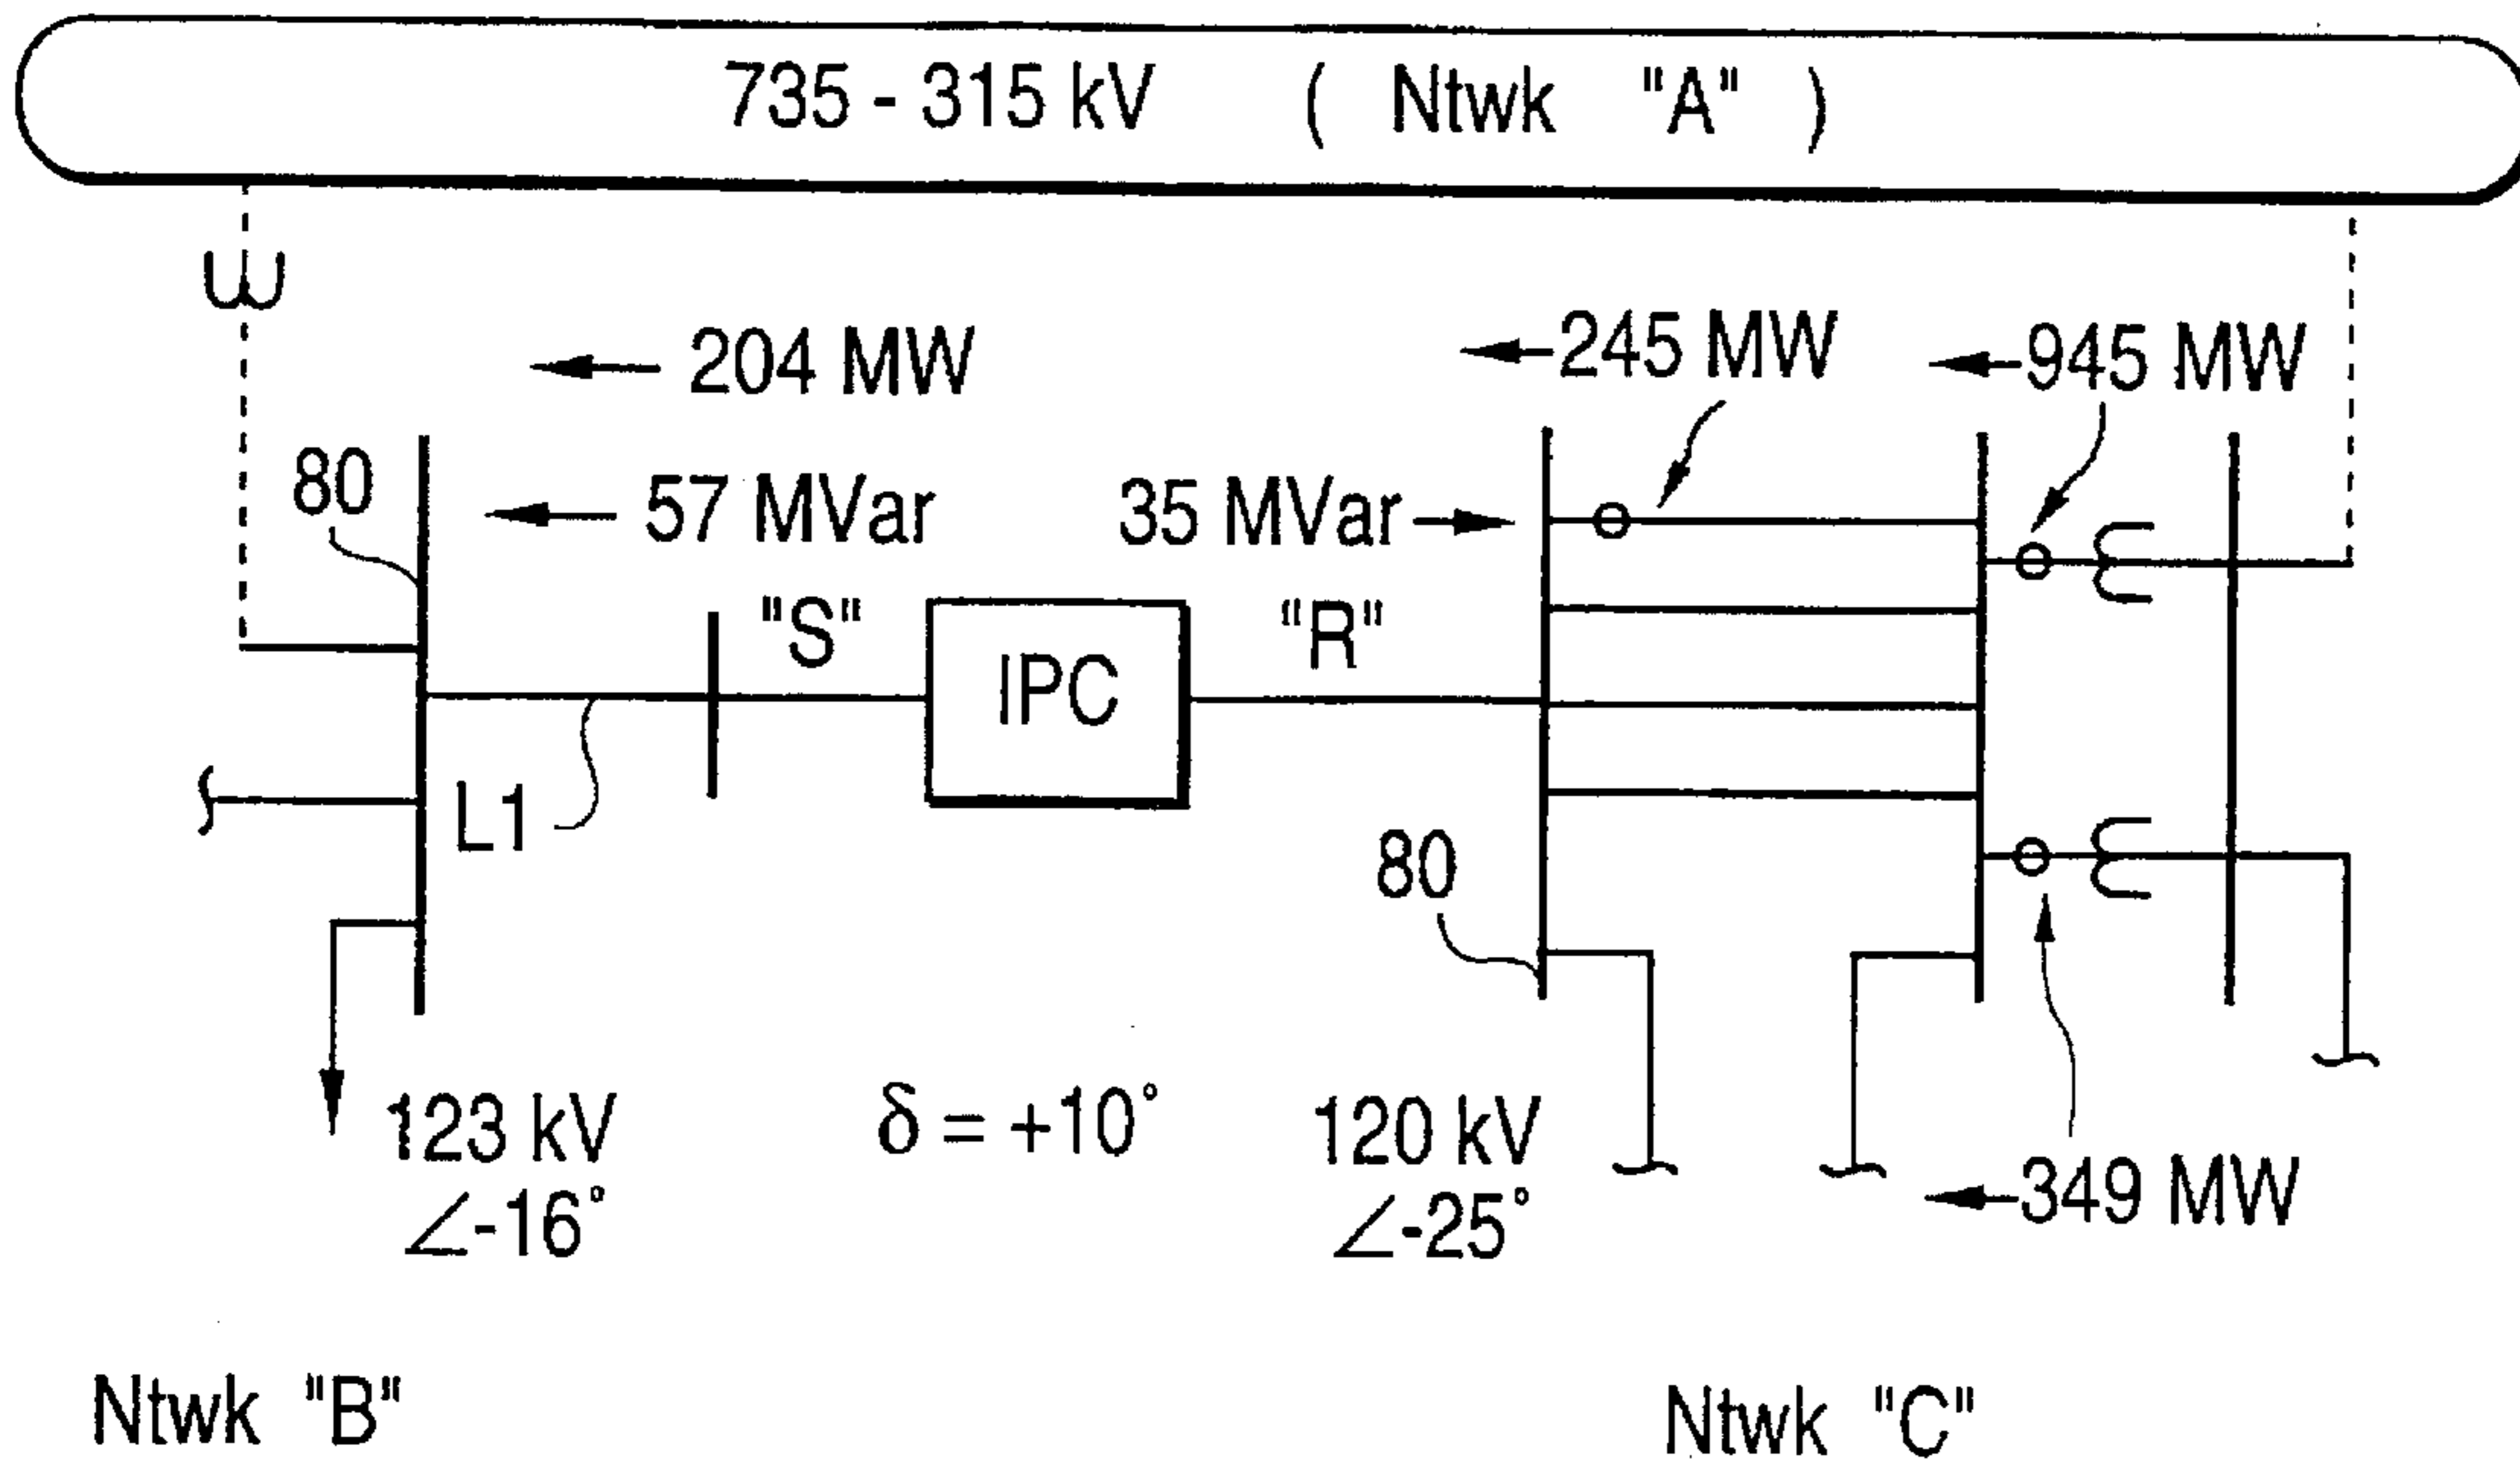 735 - 315 kV ( Ntwk "A" )
204 MW
245 MW
945 MW
80
57 MVar
35 MVar
"S"
"R"
IPC
L1
80
123 kV
∠-16°
δ = +10°
120 kV
∠-25°
349 MW
Ntwk "B"
Ntwk "C"